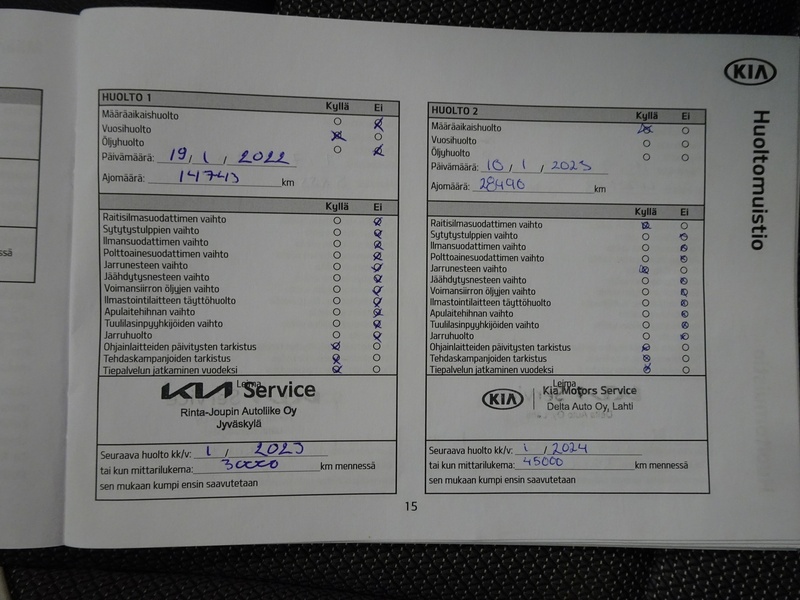 KIA
Huoltomuistio
HUOLTO 1
Kyllä Ei
Määräaikaishuolto
Vuosihuolto
Öljyhuolto
Päivämäärä: 19, 1, 2022
Ajomäärä: 14743 km
Kyllä Ei
Raitisilmasuodattimen vaihto
Sytytystulppien vaihto
Ilmansuodattimen vaihto
Polttoainesuodattimen vaihto
Jarrunesteen vaihto
Jäähdytysnesteen vaihto
Voimansiirron öljyjen vaihto
Ilmastointilaitteen täyttöhuolto
Apulaitehihnan vaihto
Tuulilasinpyyhkijöiden vaihto
Jarruhuolto
Ohjainlaitteiden päivitysten tarkistus
Tehdaskampanjoiden tarkistus
Tiepalvelun jatkaminen vuodeksi
Leima
KIA Service
Rinta-Joupin Autoliike Oy
Jyväskylä
Seuraava huolto kk/v: 1, 2023
tai kun mittarilukema: 30000 km mennessä
sen mukaan kumpi ensin saavutetaan
HUOLTO 2
Kyllä Ei
Määräaikaishuolto
Vuosihuolto
Öljyhuolto
Päivämäärä: 10, 1, 2023
Ajomäärä: 28490 km
Kyllä Ei
Raitisilmasuodattimen vaihto
Sytytystulppien vaihto
Ilmansuodattimen vaihto
Polttoainesuodattimen vaihto
Jarrunesteen vaihto
Jäähdytysnesteen vaihto
Voimansiirron öljyjen vaihto
Ilmastointilaitteen täyttöhuolto
Apulaitehihnan vaihto
Tuulilasinpyyhkijöiden vaihto
Jarruhuolto
Ohjainlaitteiden päivitysten tarkistus
Tehdaskampanjoiden tarkistus
Tiepalvelun jatkaminen vuodeksi
Leima
KIA Kia Motors Service
Delta Auto Oy, Lahti
Seuraava huolto kk/v: 1, 2024
tai kun mittarilukema: 45000 km mennessä
sen mukaan kumpi ensin saavutetaan
15